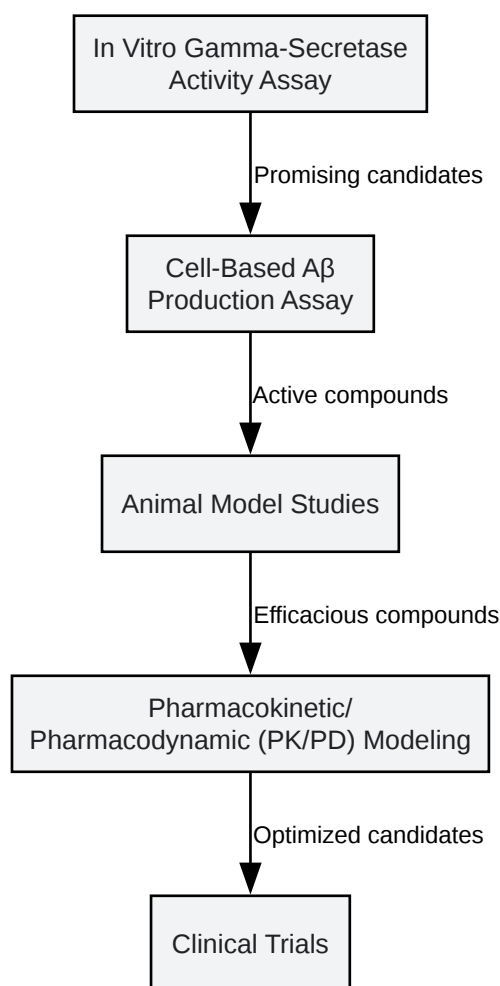 In Vitro Gamma-Secretase
Activity Assay
Promising candidates
Cell-Based Aβ
Production Assay
Active compounds
Animal Model Studies
Efficacious compounds
Pharmacokinetic/
Pharmacodynamic (PK/PD) Modeling
Optimized candidates
Clinical Trials